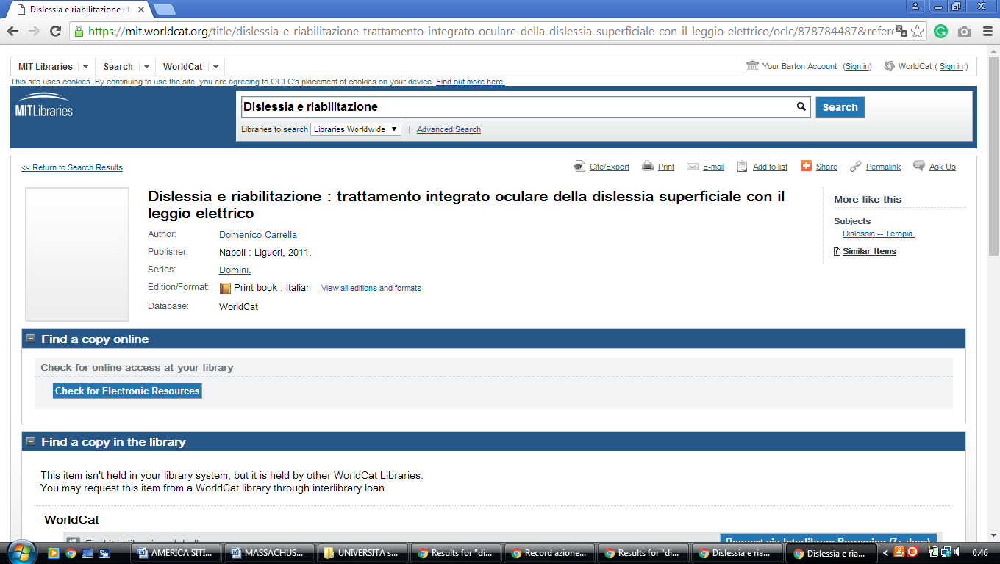 Dislessia e riabilitazione : t
https://mit.worldcat.org/title/dislessia-e-riabilitazione-trattamento-integrato-oculare-della-dislessia-superficiale-con-il-leggio-elettrico/oclc/878784487&refere
MIT Libraries Search WorldCat Your Barton Account (Sign in) WorldCat ( Sign in )
This site uses cookies. By continuing to use the site, you are agreeing to OCLC's placement of cookies on your device. Find out more here..
MITLibraries
Dislessia e riabilitazione Search
Libraries to search Libraries Worldwide | Advanced Search
<< Return to Search Results Cite/Export Print E-mail Add to list Share Permalink Ask Us
Dislessia e riabilitazione : trattamento integrato oculare della dislessia superficiale con il
leggio elettrico
Author: Domenico Carrella
Publisher: Napoli : Liguori, 2011.
Series: Domini.
Edition/Format: Print book : Italian View all editions and formats
Database: WorldCat
More like this
Subjects
Dislessia -- Terapia.
Similar Items
Find a copy online
Check for online access at your library
Check for Electronic Resources
Find a copy in the library
This item isn't held in your library system, but it is held by other WorldCat Libraries.
You may request this item from a WorldCat library through interlibrary loan.
WorldCat
Request via Interlibrary Borrowing (7+ days)
AMERICA SITI... MASSACHUS... UNIVERSITA s... Results for "di... Record azione... Results for "di... Dislessia e ria... Dislessia e ria... 0.46